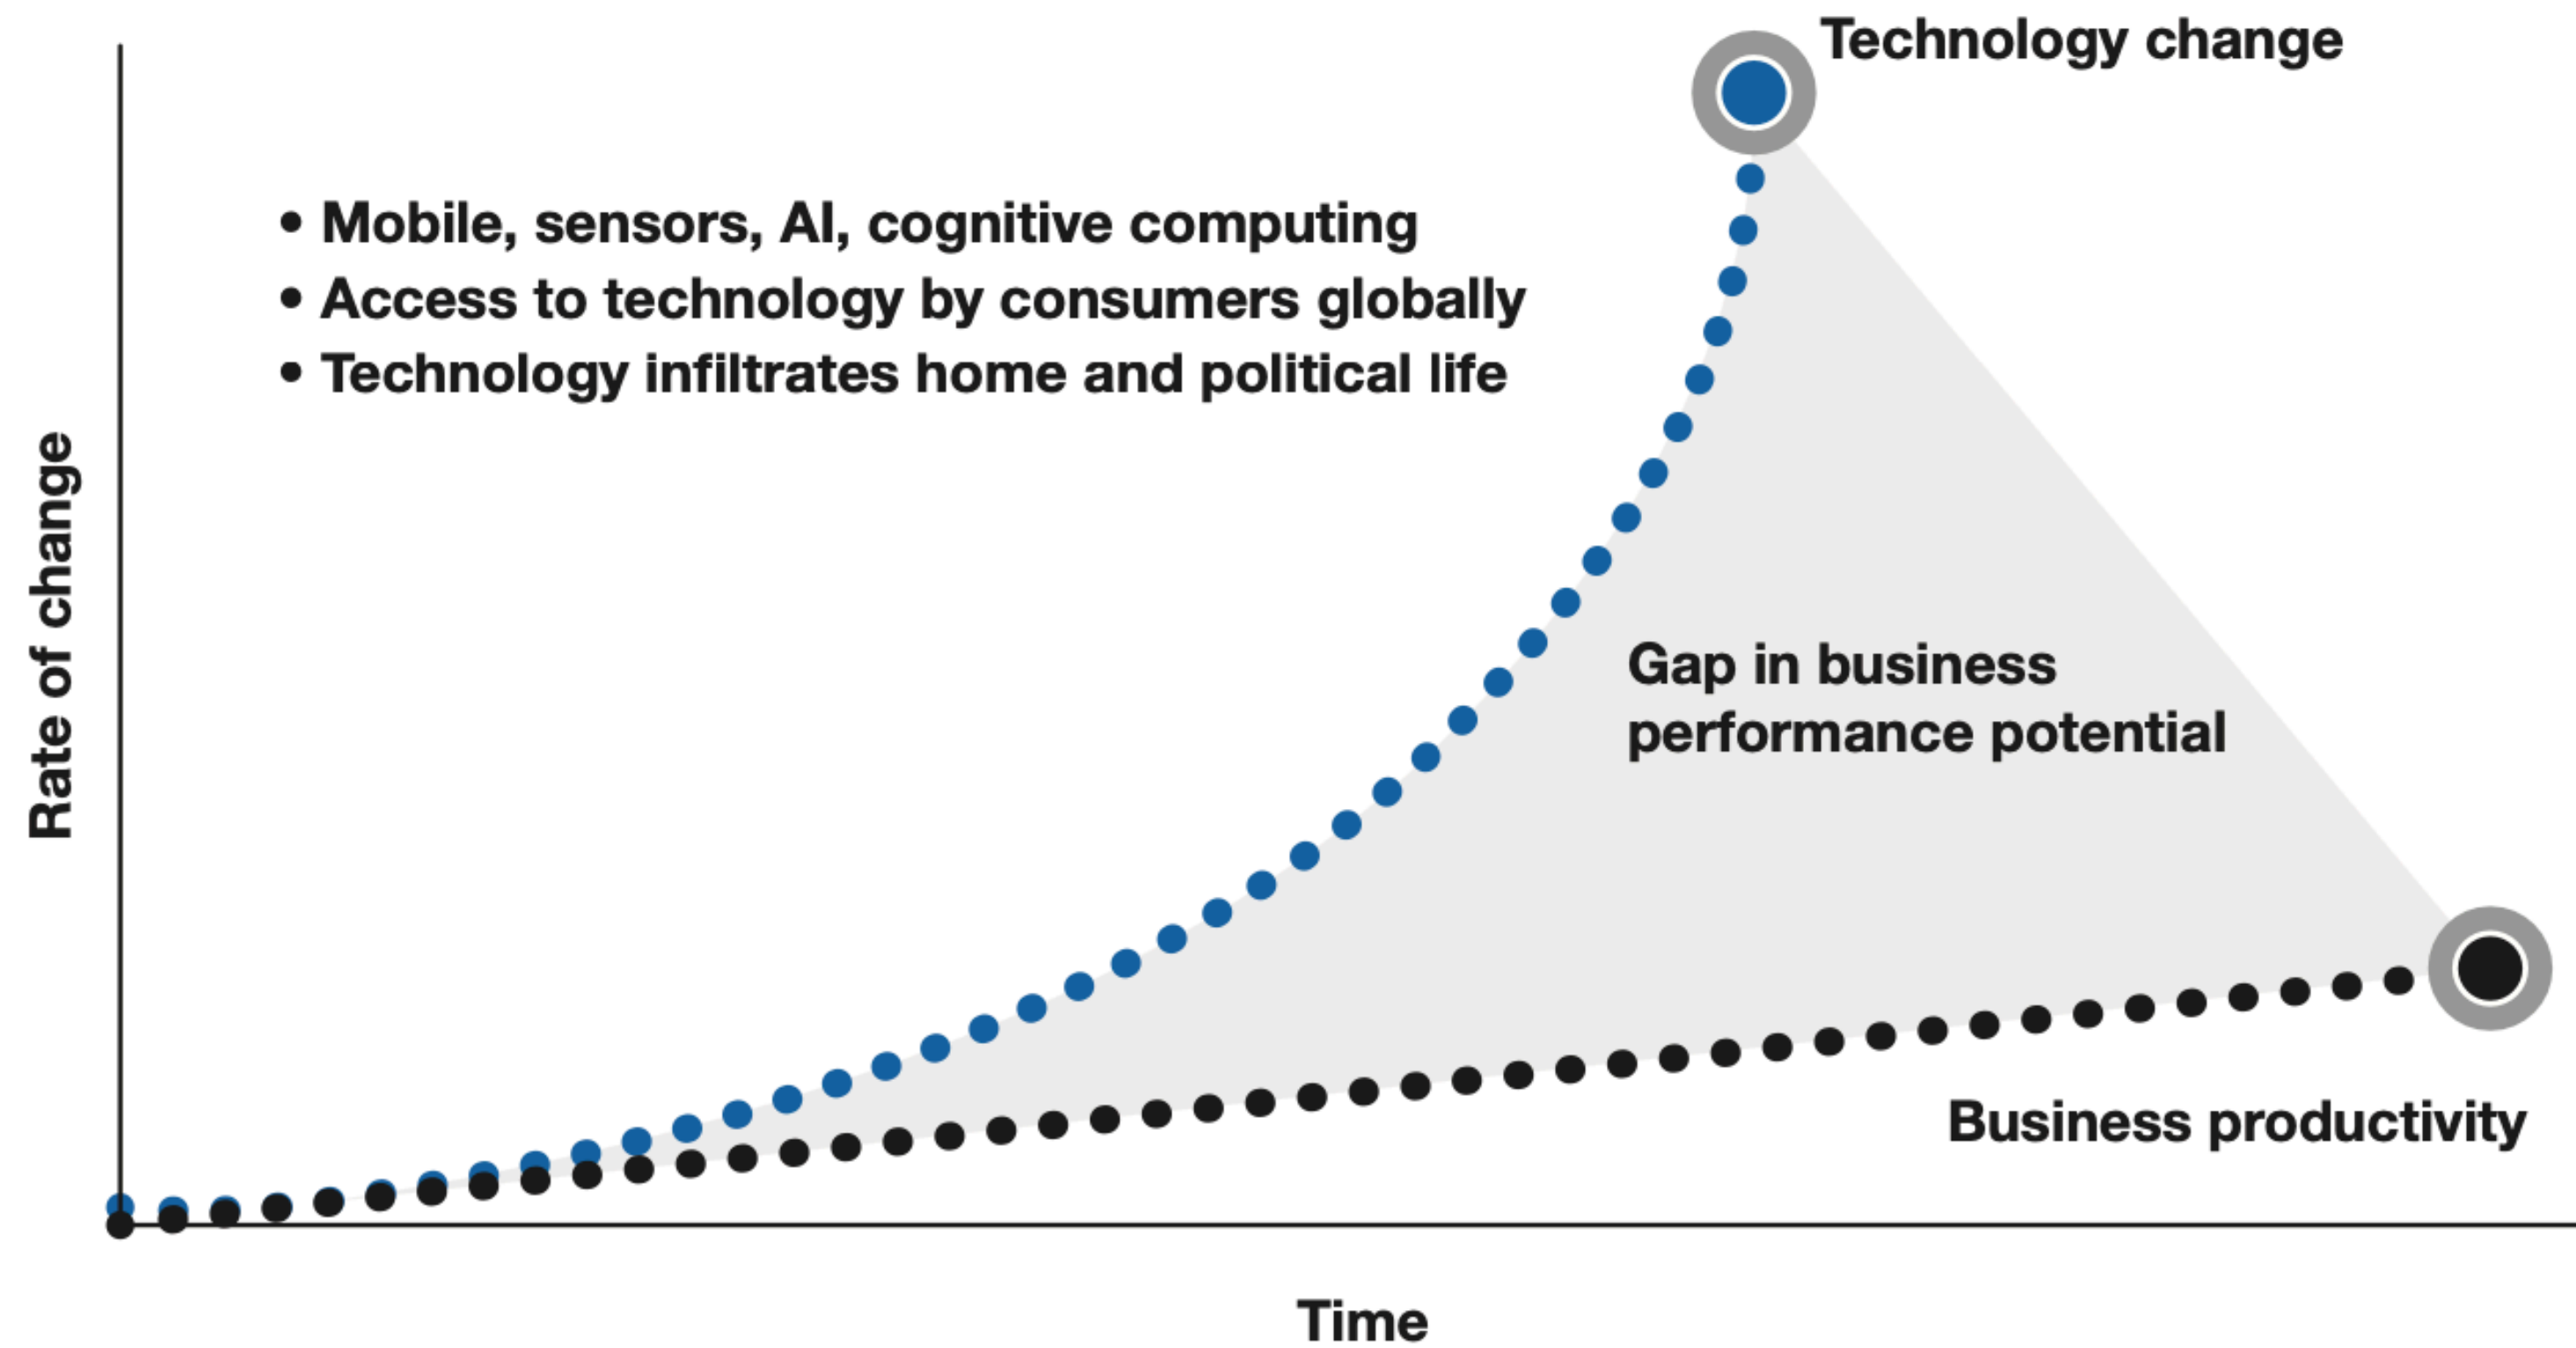 Technology change
• Mobile, sensors, AI, cognitive computing
• Access to technology by consumers globally
• Technology infiltrates home and political life
Rate of change
Gap in business
performance potential
Business productivity
Time